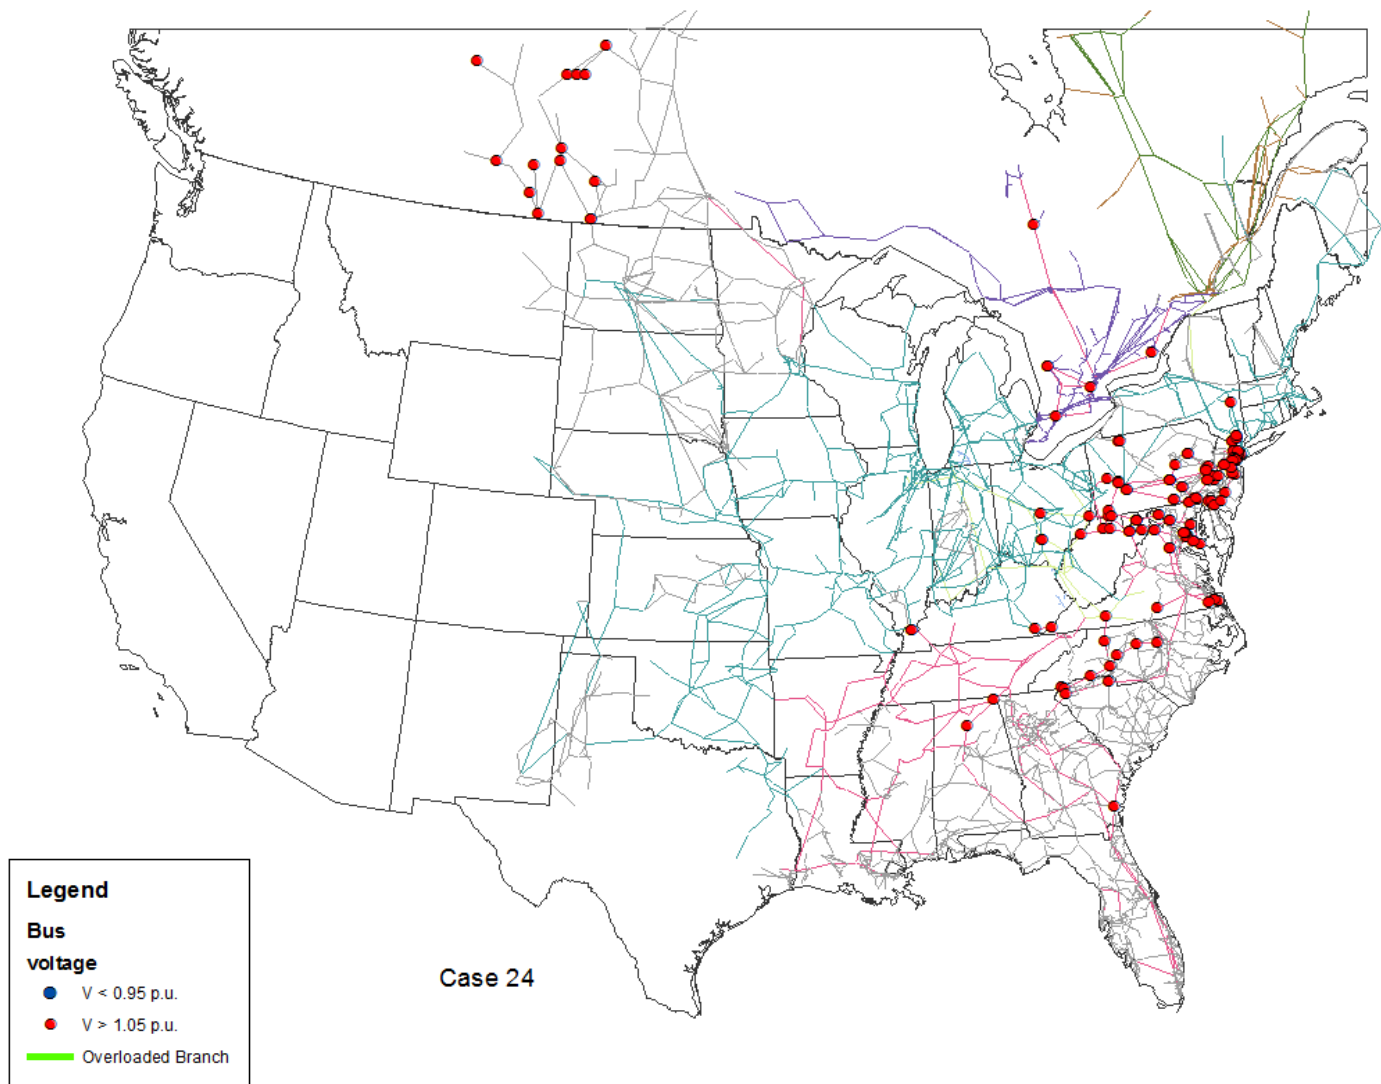 Legend
Bus
voltage
V < 0.95 p.u.
V > 1.05 p.u.
Overloaded Branch
Case 24